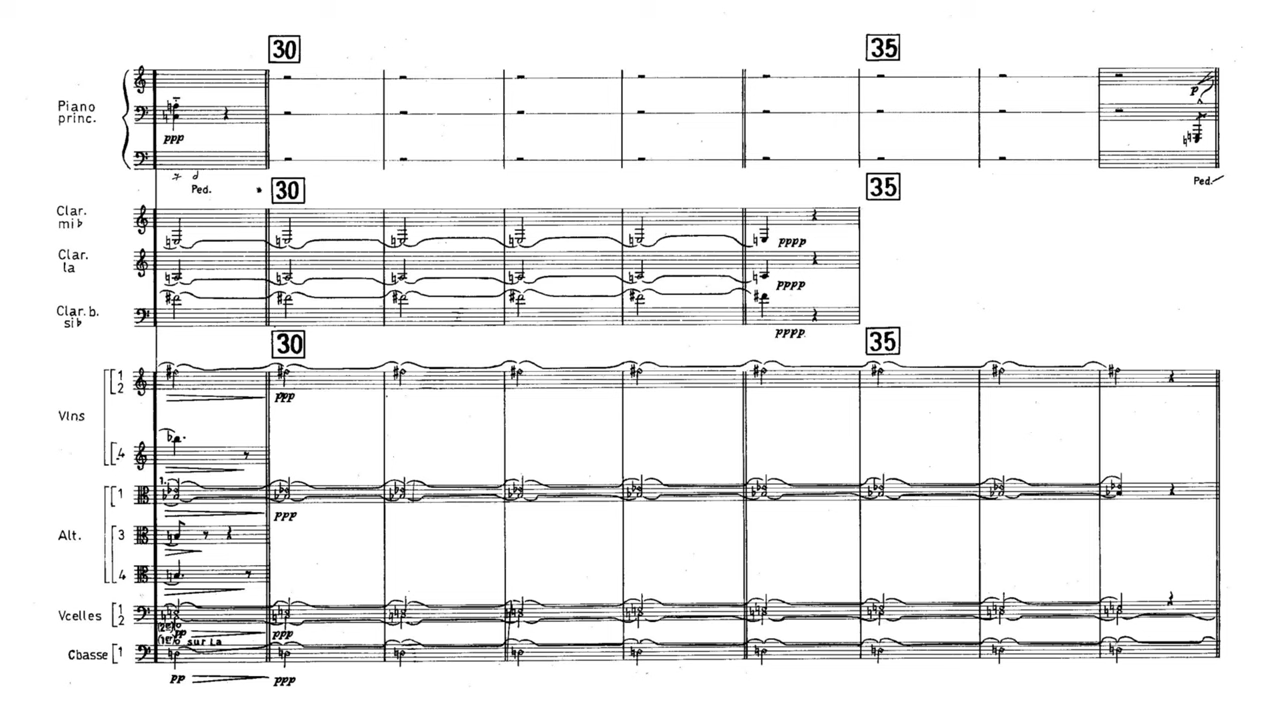 30
35
Piano
princ.
ppp
p
Ped.
*
Ped.
30
35
Clar.
mi♭
Clar.
la
pppp
pppp
Clar. b.
si♭
pppp
30
35
Vlns
1
2
ppp
4
Alt.
1
ppp
3
4
Vcelles
1
2
pp
ppp
sur La
Cbasse
1
pp
ppp